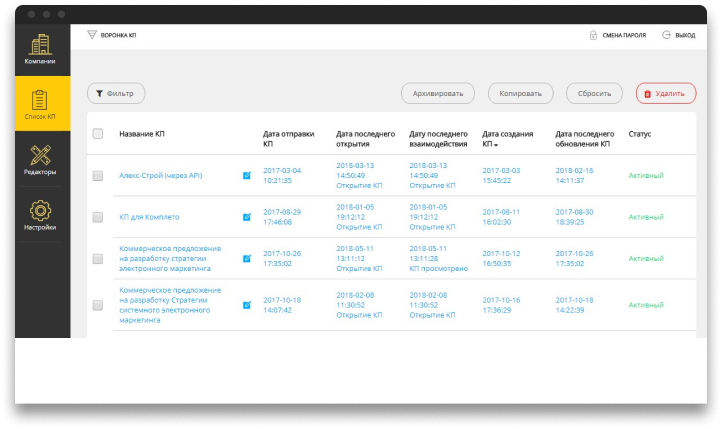 ВОРОНКА КП
СМЕНА ПАРОЛЯ
ВЫХОД
Компании
Список КП
Редакторы
Настройки
Фильтр
Архивировать
Копировать
Сбросить
Удалить
Название КП
Дата отправки
КП
Дата последнего
открытия
Дату последнего
взаимодействия
Дата создания
КП
Дата последнего
обновления КП
Статус
Алекс-Строй (через API)
2017-03-04
10:21:35
2018-03-13
14:50:49
Открытие КП
2018-03-13
14:50:49
Открытие КП
2017-03-03
15:45:22
2018-02-16
14:11:37
Активный
КП для Комплето
2017-08-29
17:46:08
2018-01-05
19:12:12
Открытие КП
2018-01-05
19:12:12
Открытие КП
2017-08-11
16:02:30
2017-08-30
18:39:25
Активный
Коммерческое предложение
на разработку стратегии
электронного маркетинга
2017-10-26
17:35:02
2018-05-11
13:11:12
Открытие КП
2018-05-11
13:11:28
КП просмотрено
2017-10-12
16:50:35
2017-10-26
17:35:02
Активный
Коммерческое предложение
на разработку Стратегии
системного электронного
маркетинга
2017-10-18
14:07:42
2018-02-08
11:30:52
Открытие КП
2018-02-08
11:30:52
Открытие КП
2017-10-16
17:36:29
2017-10-18
14:22:39
Активный